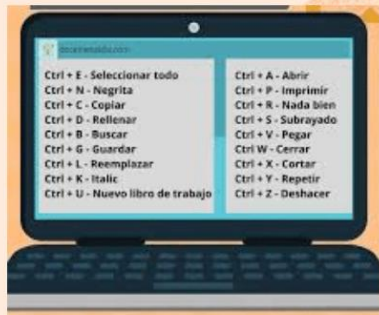 Ctrl + E - Seleccionar todo
Ctrl + N - Negrita
Ctrl + C - Copiar
Ctrl + D - Rellenar
Ctrl + B - Buscar
Ctrl + G - Guardar
Ctrl + L - Reemplazar
Ctrl + K - Italic
Ctrl + U - Nuevo libro de trabajo
Ctrl + A - Abrir
Ctrl + P - Imprimir
Ctrl + R - Nada bien
Ctrl + S - Subrayado
Ctrl + V - Pegar
Ctrl W - Cerrar
Ctrl + X - Cortar
Ctrl + Y - Repetir
Ctrl + Z - Deshacer